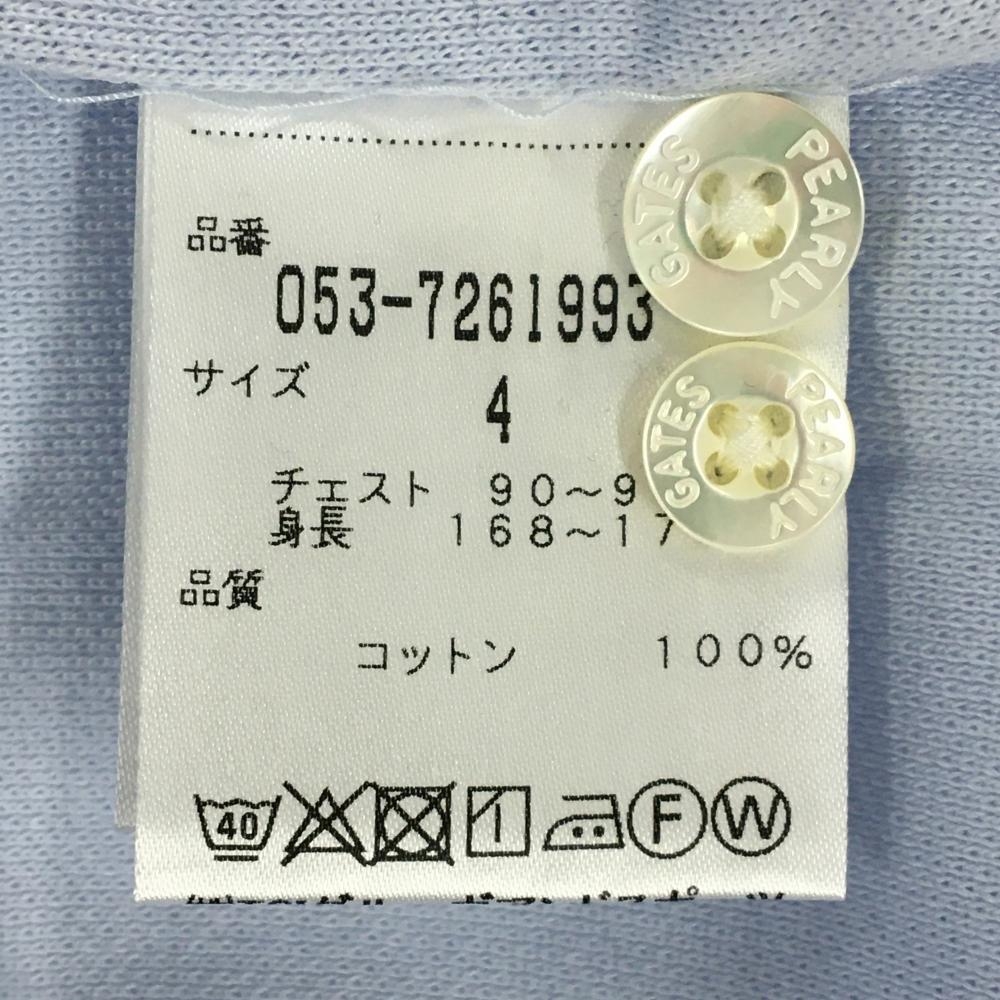 品番
053-7261993
サイズ
4
チェスト 90～9
身長 168～17
品質
コットン 100%
40
F W
PEARLY GATES
PEARLY GATES